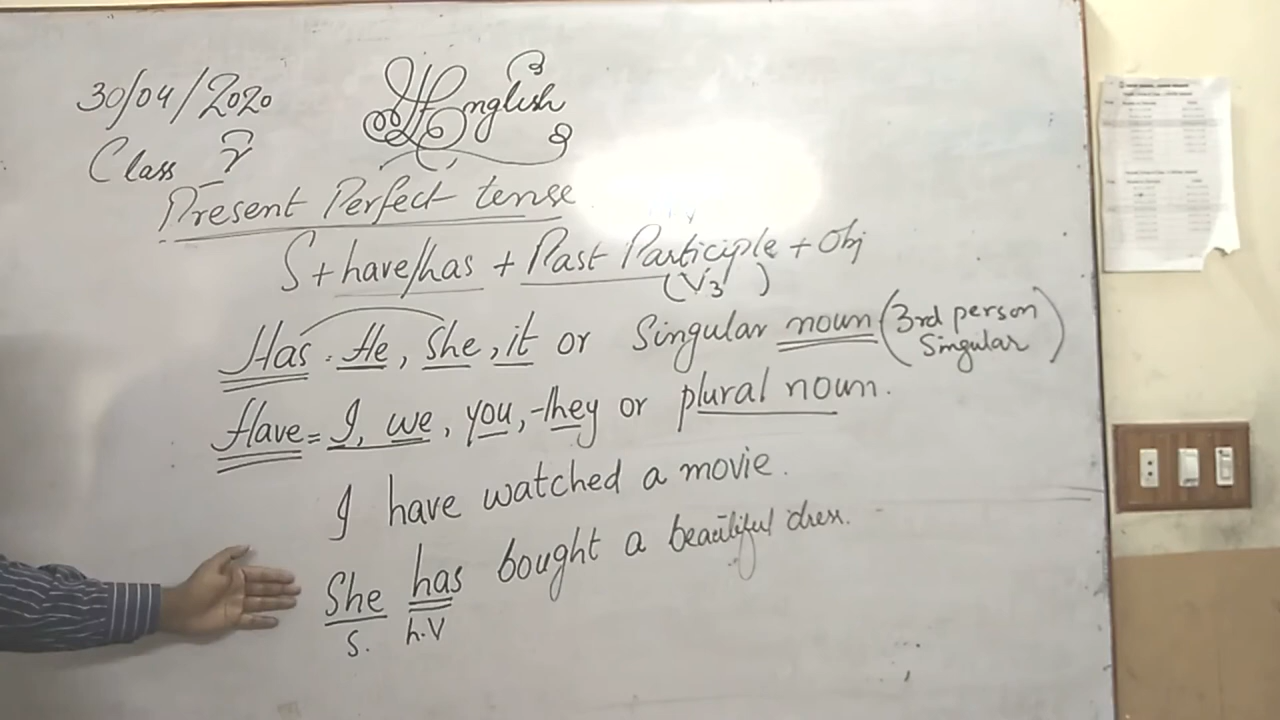 30/04/2020
English
Class V
Present Perfect tense
S + have/has + Past Participle + Obj
(V3)
Has = He, She, it or Singular noun (3rd person Singular)
Have = I, we, you, they or plural noun.
I have watched a movie.
She has bought a beautiful dress.
S. h.V